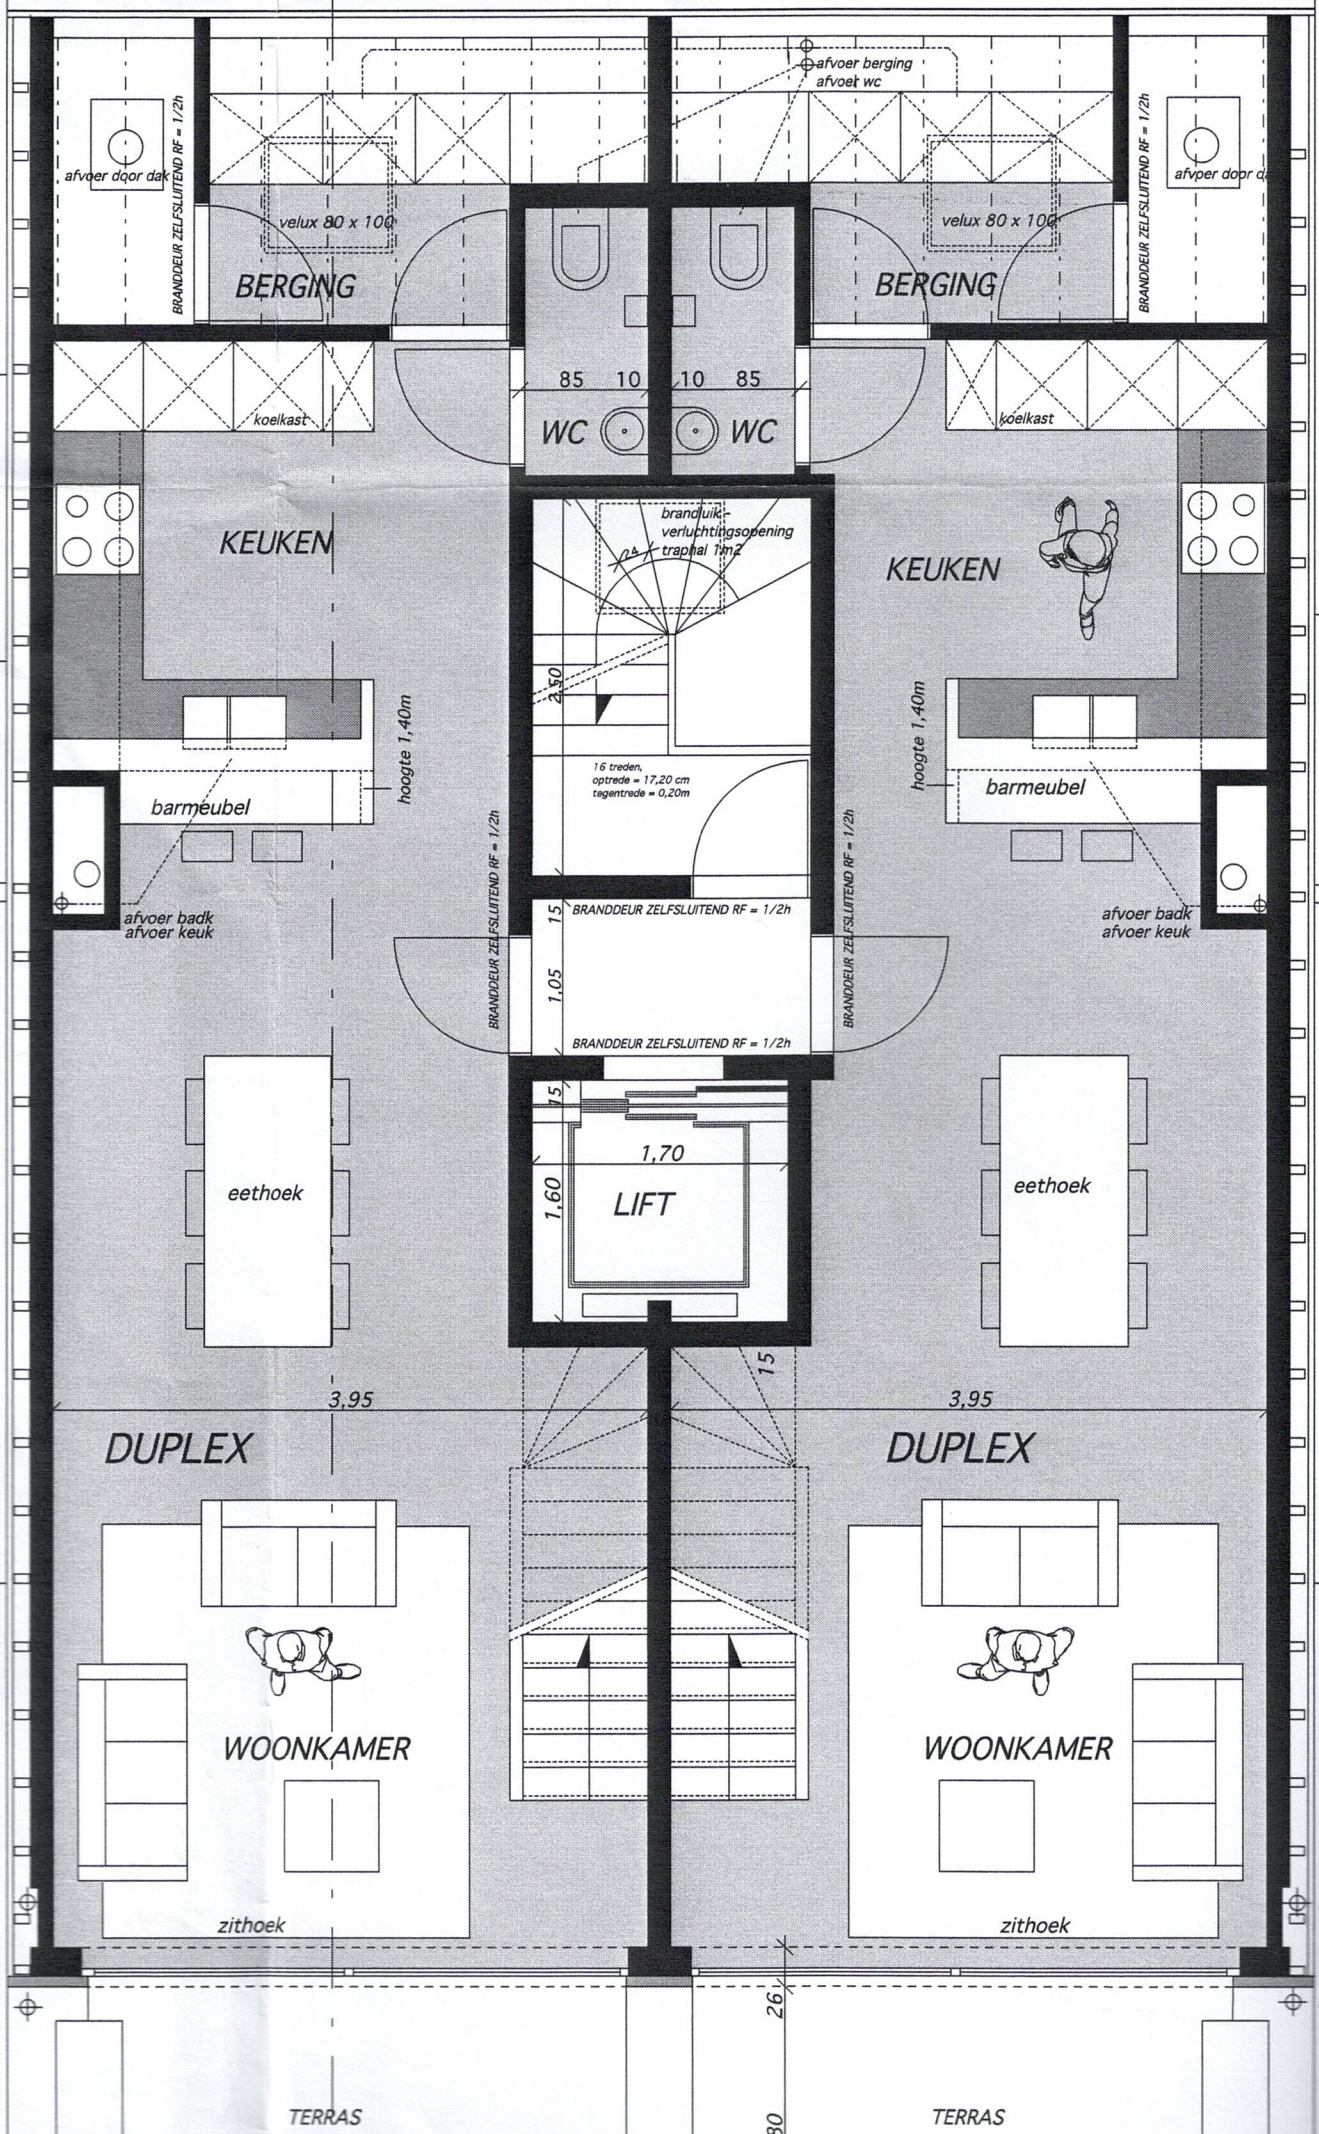 afvoer berging
afvoer wc
afvoer door dak
BRANDDEUR ZELFSLUITEND RF = 1/2h
velux 80 x 100
BERGING
velux 80 x 100
BERGING
BRANDDEUR ZELFSLUITEND RF = 1/2h
afvoer door da
koelkast
85 10
10 85
koelkast
WC
WC
KEUKEN
brandluik-
verluchtingsopening
traphal 1m2
24
KEUKEN
2,50
hoogte 1,40m
16 treden,
optrede = 17,20 cm
tegentrede = 0,20m
hoogte 1,40m
barmeubel
barmeubel
afvoer badk
afvoer keuk
BRANDDEUR ZELFSLUITEND RF = 1/2h
15
BRANDDEUR ZELFSLUITEND RF = 1/2h
BRANDDEUR ZELFSLUITEND RF = 1/2h
afvoer badk
afvoer keuk
1,05
BRANDDEUR ZELFSLUITEND RF = 1/2h
15
1,70
1,60
LIFT
eethoek
eethoek
15
3,95
3,95
DUPLEX
DUPLEX
WOONKAMER
WOONKAMER
zithoek
zithoek
26
80
TERRAS
TERRAS